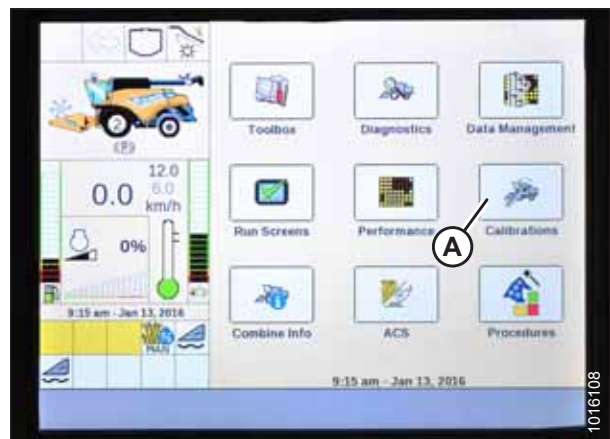 2
(P)
12.0
6.0
0.0 km/h
0%
9:15 am - Jan 13, 2016
MAN
Toolbox Diagnostics Data Management
Run Screens Performance Calibrations
A
Combine Info ACS Procedures
9:15 am - Jan 13, 2016
1016108